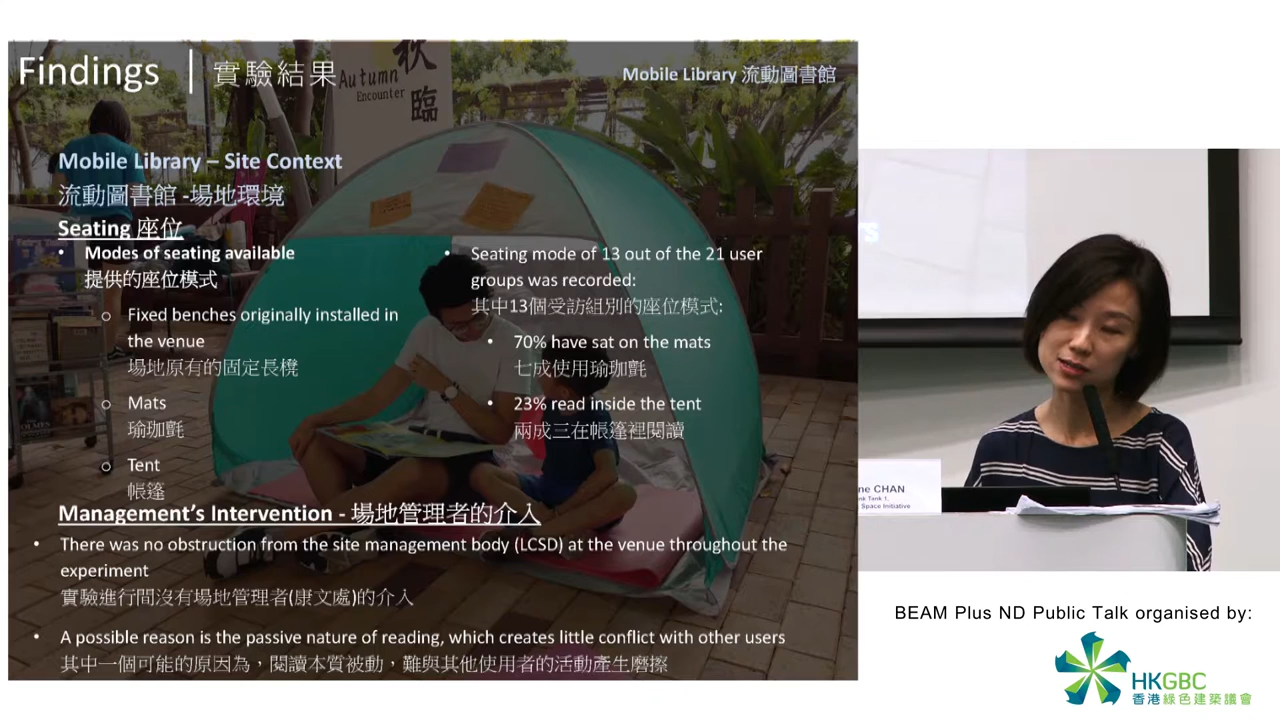 Findings | 實驗結果
Mobile Library 流動圖書館
Autumn
Encounter
秋
臨
Mobile Library – Site Context
流動圖書館 -場地環境
Seating 座位
• Modes of seating available
提供的座位模式
o Fixed benches originally installed in
the venue
場地原有的固定長櫈
o Mats
瑜珈氈
o Tent
帳篷
• Seating mode of 13 out of the 21 user
groups was recorded:
其中13個受訪組別的座位模式:
• 70% have sat on the mats
七成使用瑜珈氈
• 23% read inside the tent
兩成三在帳篷裡閱讀
Management's Intervention - 場地管理者的介入
• There was no obstruction from the site management body (LCSD) at the venue throughout the
experiment
實驗進行間沒有場地管理者(康文處)的介入
• A possible reason is the passive nature of reading, which creates little conflict with other users
其中一個可能的原因為，閱讀本質被動，難與其他使用者的活動產生磨擦
ne CHAN
nk Tank 1,
Space Initiative
BEAM Plus ND Public Talk organised by:
HKGBC
香港綠色建築議會